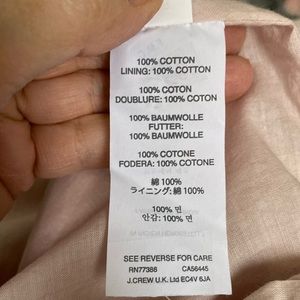 100% COTTON
LINING: 100% COTTON
100% COTON
DOUBLURE: 100% COTON
100% BAUMWOLLE
FUTTER:
100% BAUMWOLLE
100% COTONE
FODERA: 100% COTONE
綿 100%
ライニング: 綿 100%
100% 면
안감: 100% 면
SEE REVERSE FOR CARE
RN77388 CA56445
J.CREW U.K. Ltd EC4V 6JA